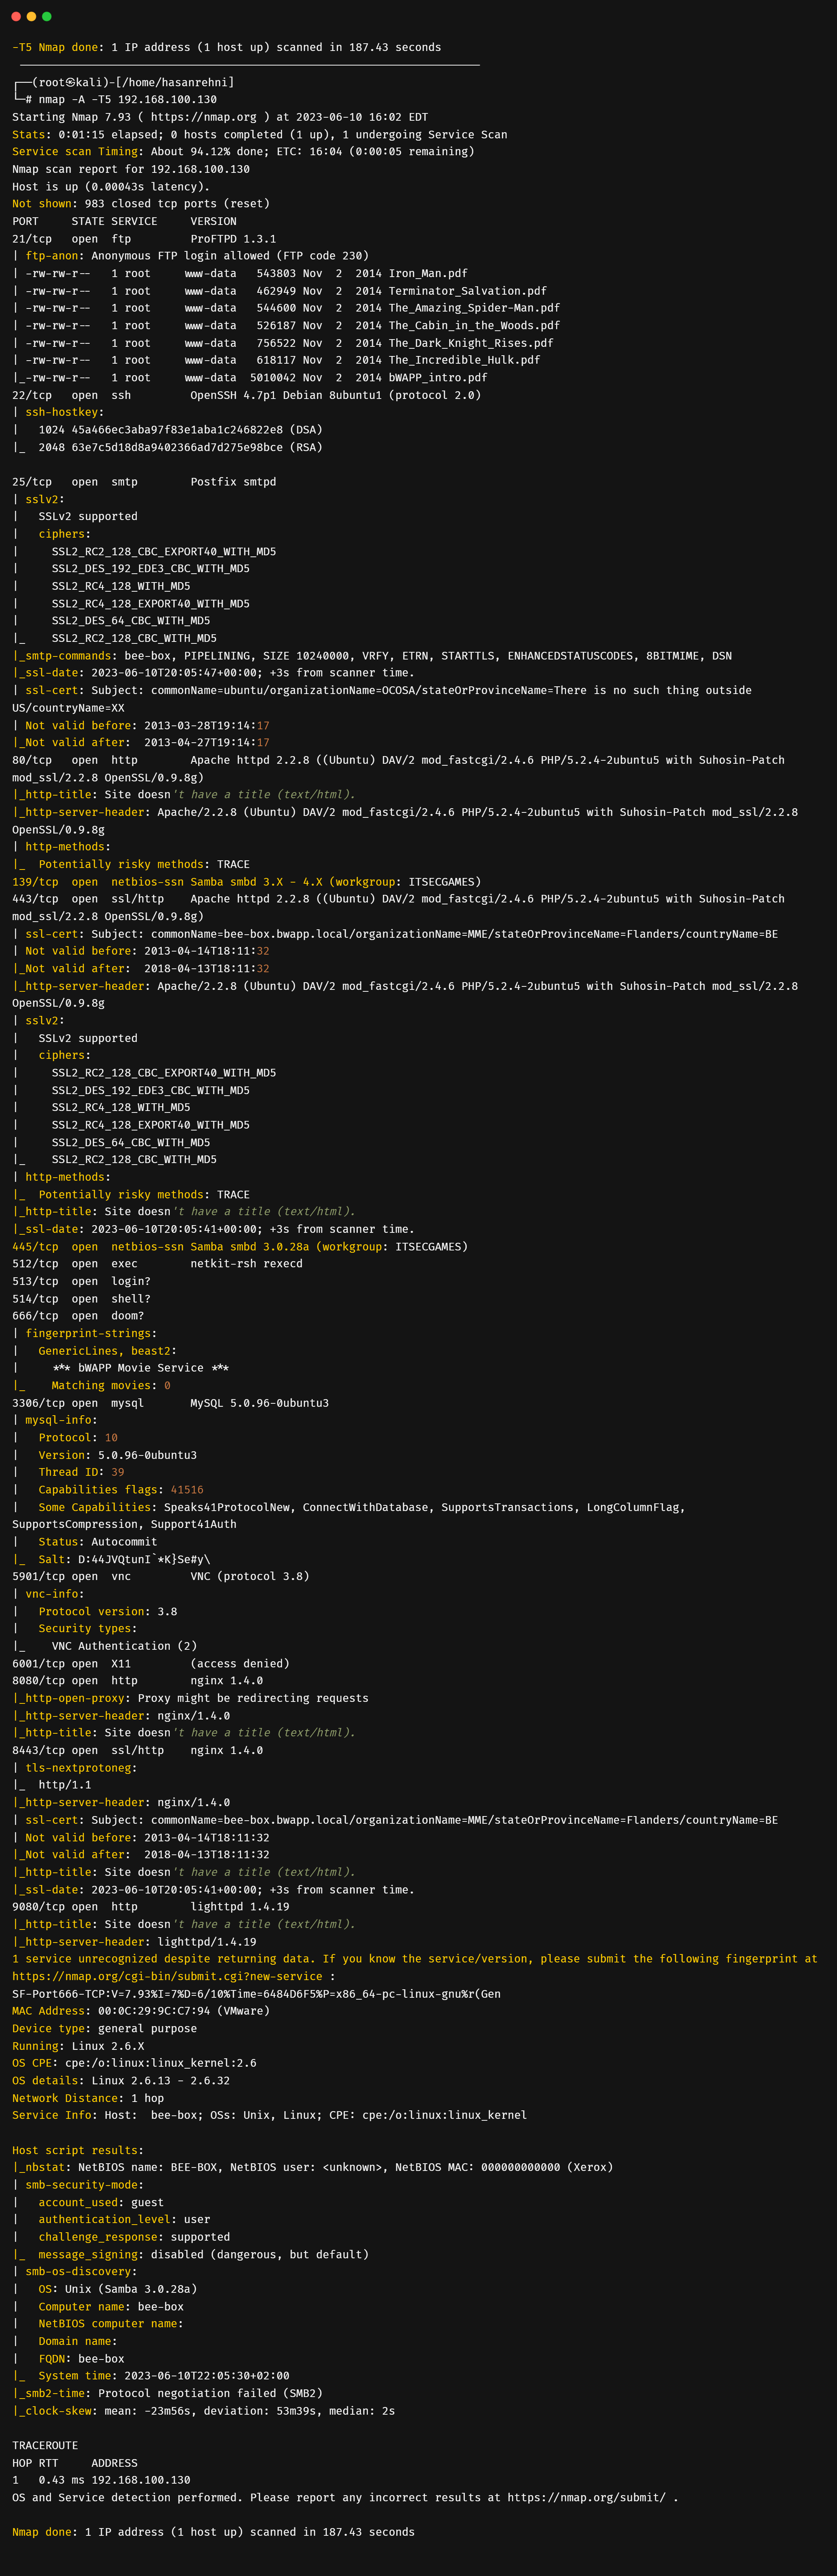 -T5 Nmap done: 1 IP address (1 host up) scanned in 187.43 seconds
┌──(root㉿kali)-[/home/hasanrehni]
└─# nmap -A -T5 192.168.100.130
Starting Nmap 7.93 ( https://nmap.org ) at 2023-06-10 16:02 EDT
Stats: 0:01:15 elapsed; 0 hosts completed (1 up), 1 undergoing Service Scan
Service scan Timing: About 94.12% done; ETC: 16:04 (0:00:05 remaining)
Nmap scan report for 192.168.100.130
Host is up (0.00043s latency).
Not shown: 983 closed tcp ports (reset)
PORT     STATE SERVICE     VERSION
21/tcp   open  ftp         ProFTPD 1.3.1
| ftp-anon: Anonymous FTP login allowed (FTP code 230)
| -rw-rw-r--   1 root     www-data   543803 Nov  2  2014 Iron_Man.pdf
| -rw-rw-r--   1 root     www-data   462949 Nov  2  2014 Terminator_Salvation.pdf
| -rw-rw-r--   1 root     www-data   544600 Nov  2  2014 The_Amazing_Spider-Man.pdf
| -rw-rw-r--   1 root     www-data   526187 Nov  2  2014 The_Cabin_in_the_Woods.pdf
| -rw-rw-r--   1 root     www-data   756522 Nov  2  2014 The_Dark_Knight_Rises.pdf
| -rw-rw-r--   1 root     www-data   618117 Nov  2  2014 The_Incredible_Hulk.pdf
|_-rw-rw-r--   1 root     www-data  5010042 Nov  2  2014 bWAPP_intro.pdf
22/tcp   open  ssh         OpenSSH 4.7p1 Debian 8ubuntu1 (protocol 2.0)
| ssh-hostkey:
|   1024 45a466ec3aba97f83e1aba1c246822e8 (DSA)
|_  2048 63e7c5d18d8a9402366ad7d275e98bce (RSA)

25/tcp   open  smtp        Postfix smtpd
| sslv2:
|   SSLv2 supported
|   ciphers:
|     SSL2_RC2_128_CBC_EXPORT40_WITH_MD5
|     SSL2_DES_192_EDE3_CBC_WITH_MD5
|     SSL2_RC4_128_WITH_MD5
|     SSL2_RC4_128_EXPORT40_WITH_MD5
|     SSL2_DES_64_CBC_WITH_MD5
|_    SSL2_RC2_128_CBC_WITH_MD5
|_smtp-commands: bee-box, PIPELINING, SIZE 10240000, VRFY, ETRN, STARTTLS, ENHANCEDSTATUSCODES, 8BITMIME, DSN
|_ssl-date: 2023-06-10T20:05:47+00:00; +3s from scanner time.
| ssl-cert: Subject: commonName=ubuntu/organizationName=OCOSA/stateOrProvinceName=There is no such thing outside
US/countryName=XX
| Not valid before: 2013-03-28T19:14:17
|_Not valid after:  2013-04-27T19:14:17
80/tcp   open  http        Apache httpd 2.2.8 ((Ubuntu) DAV/2 mod_fastcgi/2.4.6 PHP/5.2.4-2ubuntu5 with Suhosin-Patch
mod_ssl/2.2.8 OpenSSL/0.9.8g)
|_http-title: Site doesn't have a title (text/html).
|_http-server-header: Apache/2.2.8 (Ubuntu) DAV/2 mod_fastcgi/2.4.6 PHP/5.2.4-2ubuntu5 with Suhosin-Patch mod_ssl/2.2.8
OpenSSL/0.9.8g
| http-methods:
|_  Potentially risky methods: TRACE
139/tcp  open  netbios-ssn Samba smbd 3.X - 4.X (workgroup: ITSECGAMES)
443/tcp  open  ssl/http    Apache httpd 2.2.8 ((Ubuntu) DAV/2 mod_fastcgi/2.4.6 PHP/5.2.4-2ubuntu5 with Suhosin-Patch
mod_ssl/2.2.8 OpenSSL/0.9.8g)
| ssl-cert: Subject: commonName=bee-box.bwapp.local/organizationName=MME/stateOrProvinceName=Flanders/countryName=BE
| Not valid before: 2013-04-14T18:11:32
|_Not valid after:  2018-04-13T18:11:32
|_http-server-header: Apache/2.2.8 (Ubuntu) DAV/2 mod_fastcgi/2.4.6 PHP/5.2.4-2ubuntu5 with Suhosin-Patch mod_ssl/2.2.8
OpenSSL/0.9.8g
| sslv2:
|   SSLv2 supported
|   ciphers:
|     SSL2_RC2_128_CBC_EXPORT40_WITH_MD5
|     SSL2_DES_192_EDE3_CBC_WITH_MD5
|     SSL2_RC4_128_WITH_MD5
|     SSL2_RC4_128_EXPORT40_WITH_MD5
|     SSL2_DES_64_CBC_WITH_MD5
|_    SSL2_RC2_128_CBC_WITH_MD5
| http-methods:
|_  Potentially risky methods: TRACE
|_http-title: Site doesn't have a title (text/html).
|_ssl-date: 2023-06-10T20:05:41+00:00; +3s from scanner time.
445/tcp  open  netbios-ssn Samba smbd 3.0.28a (workgroup: ITSECGAMES)
512/tcp  open  exec        netkit-rsh rexecd
513/tcp  open  login?
514/tcp  open  shell?
666/tcp  open  doom?
| fingerprint-strings:
|   GenericLines, beast2:
|     *** bWAPP Movie Service ***
|_    Matching movies: 0
3306/tcp open  mysql       MySQL 5.0.96-0ubuntu3
| mysql-info:
|   Protocol: 10
|   Version: 5.0.96-0ubuntu3
|   Thread ID: 39
|   Capabilities flags: 41516
|   Some Capabilities: Speaks41ProtocolNew, ConnectWithDatabase, SupportsTransactions, LongColumnFlag,
SupportsCompression, Support41Auth
|   Status: Autocommit
|_  Salt: D:44JVQtunI`*K}Se#y\
5901/tcp open  vnc         VNC (protocol 3.8)
| vnc-info:
|   Protocol version: 3.8
|   Security types:
|_    VNC Authentication (2)
6001/tcp open  X11         (access denied)
8080/tcp open  http        nginx 1.4.0
|_http-open-proxy: Proxy might be redirecting requests
|_http-server-header: nginx/1.4.0
|_http-title: Site doesn't have a title (text/html).
8443/tcp open  ssl/http    nginx 1.4.0
| tls-nextprotoneg:
|_  http/1.1
|_http-server-header: nginx/1.4.0
| ssl-cert: Subject: commonName=bee-box.bwapp.local/organizationName=MME/stateOrProvinceName=Flanders/countryName=BE
| Not valid before: 2013-04-14T18:11:32
|_Not valid after:  2018-04-13T18:11:32
|_http-title: Site doesn't have a title (text/html).
|_ssl-date: 2023-06-10T20:05:41+00:00; +3s from scanner time.
9080/tcp open  http        lighttpd 1.4.19
|_http-title: Site doesn't have a title (text/html).
|_http-server-header: lighttpd/1.4.19
1 service unrecognized despite returning data. If you know the service/version, please submit the following fingerprint at
https://nmap.org/cgi-bin/submit.cgi?new-service :
SF-Port666-TCP:V=7.93%I=7%D=6/10%Time=6484D6F5%P=x86_64-pc-linux-gnu%r(Gen
MAC Address: 00:0C:29:9C:C7:94 (VMware)
Device type: general purpose
Running: Linux 2.6.X
OS CPE: cpe:/o:linux:linux_kernel:2.6
OS details: Linux 2.6.13 - 2.6.32
Network Distance: 1 hop
Service Info: Host:  bee-box; OSs: Unix, Linux; CPE: cpe:/o:linux:linux_kernel

Host script results:
|_nbstat: NetBIOS name: BEE-BOX, NetBIOS user: <unknown>, NetBIOS MAC: 000000000000 (Xerox)
| smb-security-mode:
|   account_used: guest
|   authentication_level: user
|   challenge_response: supported
|_  message_signing: disabled (dangerous, but default)
| smb-os-discovery:
|   OS: Unix (Samba 3.0.28a)
|   Computer name: bee-box
|   NetBIOS computer name:
|   Domain name:
|   FQDN: bee-box
|_  System time: 2023-06-10T22:05:30+02:00
|_smb2-time: Protocol negotiation failed (SMB2)
|_clock-skew: mean: -23m56s, deviation: 53m39s, median: 2s

TRACEROUTE
HOP RTT     ADDRESS
1   0.43 ms 192.168.100.130
OS and Service detection performed. Please report any incorrect results at https://nmap.org/submit/ .

Nmap done: 1 IP address (1 host up) scanned in 187.43 seconds